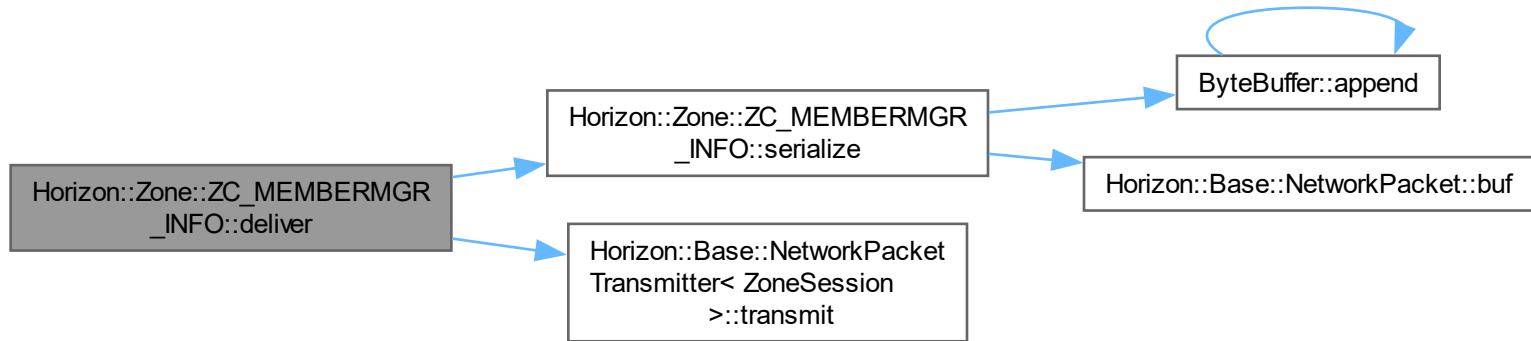 Horizon::Zone::ZC_MEMBERMGR
_INFO::deliver
Horizon::Zone::ZC_MEMBERMGR
_INFO::serialize
ByteBuffer::append
Horizon::Base::NetworkPacket::buf
Horizon::Base::NetworkPacket
Transmitter< ZoneSession
>::transmit